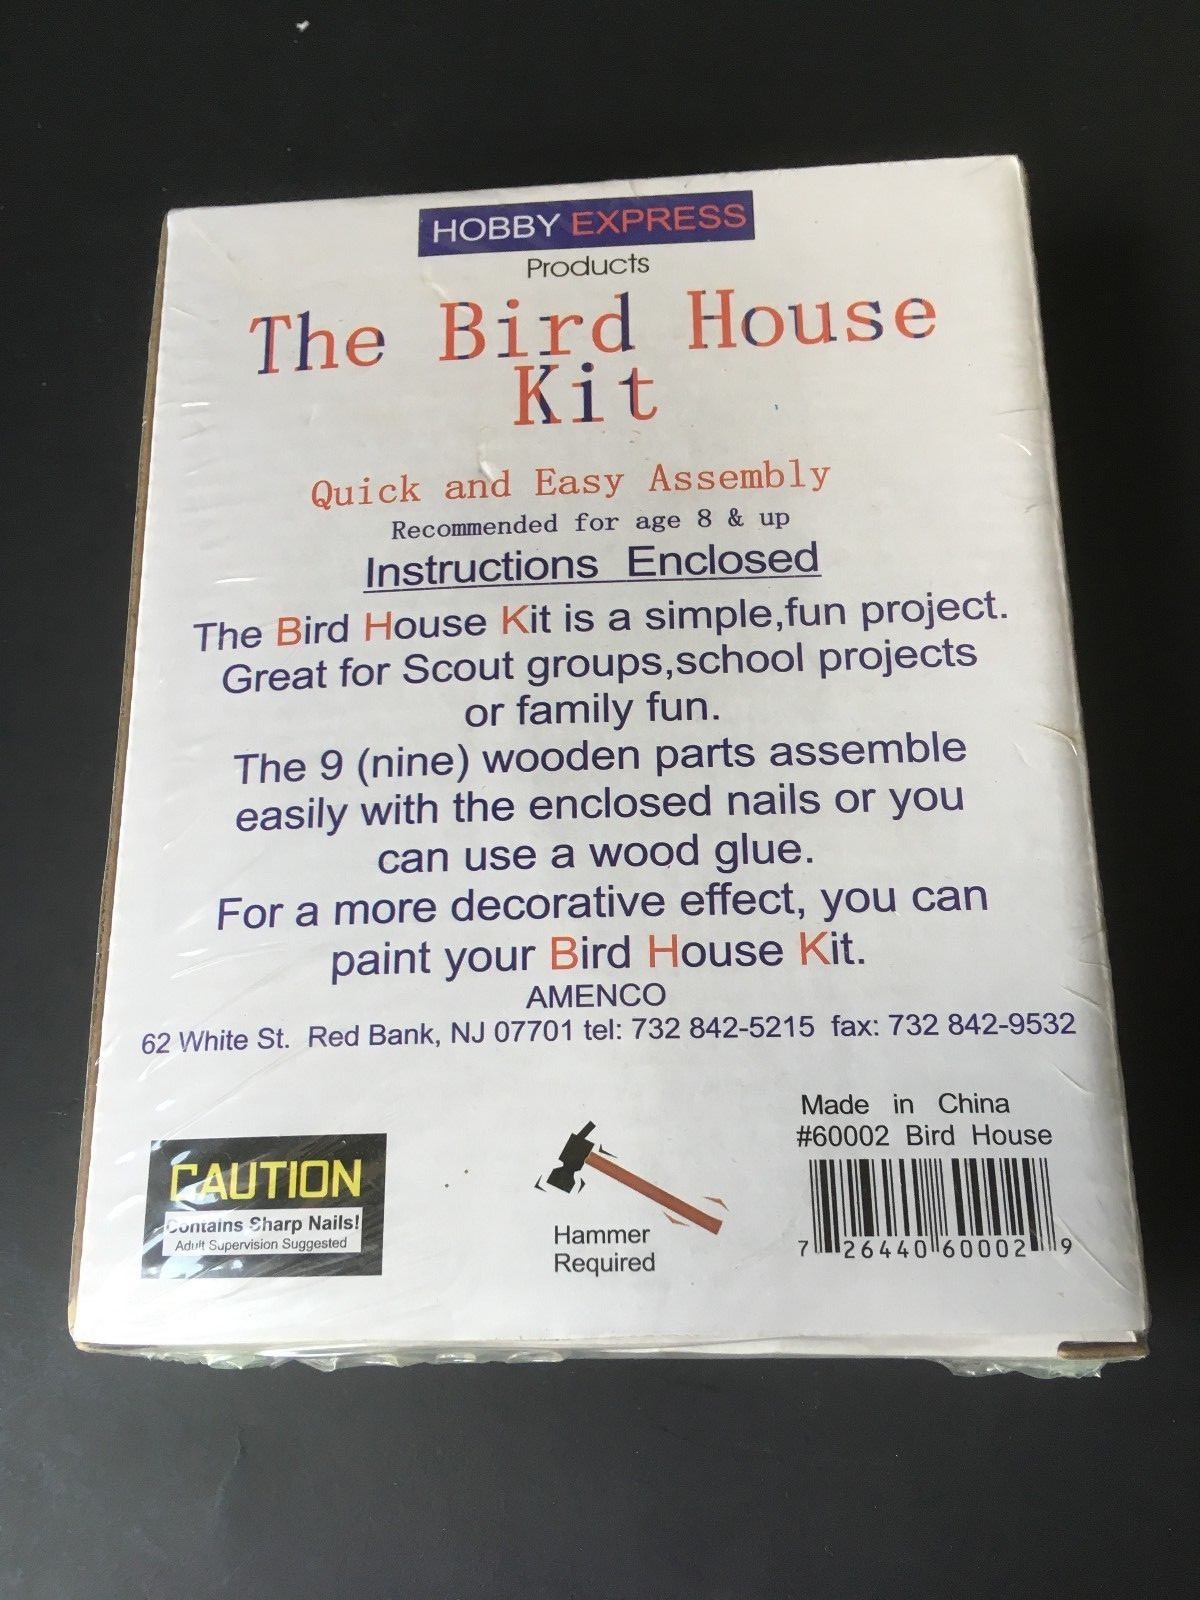 HOBBY EXPRESS
Products
The Bird House
Kit
Quick and Easy Assembly
Recommended for age 8 & up
Instructions Enclosed
The Bird House Kit is a simple,fun project.
Great for Scout groups,school projects
or family fun.
The 9 (nine) wooden parts assemble
easily with the enclosed nails or you
can use a wood glue.
For a more decorative effect, you can
paint your Bird House Kit.
AMENCO
62 White St. Red Bank, NJ 07701 tel: 732 842-5215 fax: 732 842-9532
Made in China
#60002 Bird House
7 26440 60002 9
Hammer
Required
CAUTION
Contains Sharp Nails!
Adult Supervision Suggested